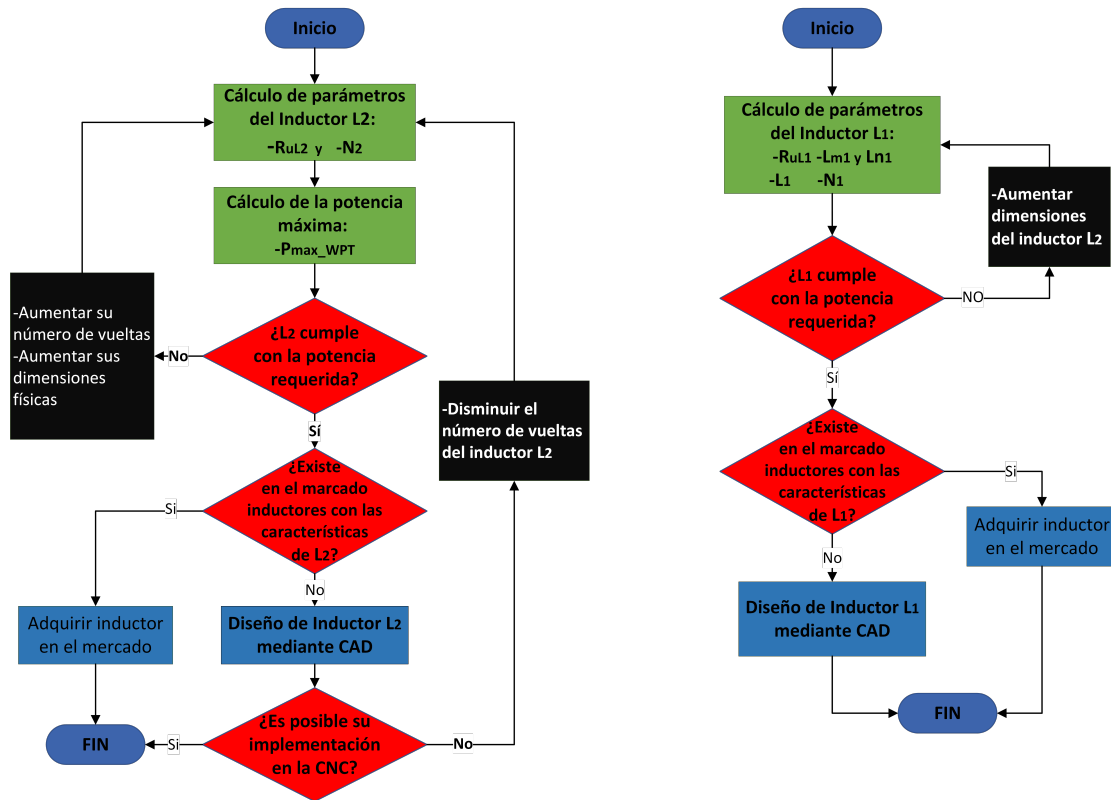 Inicio
Cálculo de parámetros
del Inductor L2:
-RuL2 y -N2
Cálculo de la potencia
máxima:
-Pmax_WPT
¿L2 cumple
con la potencia
requerida?
No
-Aumentar su
número de vueltas
-Aumentar sus
dimensiones
físicas
Sí
¿Existe
en el marcado
inductores con las
características
de L2?
Si
Adquirir inductor
en el mercado
No
Diseño de Inductor L2
mediante CAD
¿Es posible su
implementación
en la CNC?
Si
FIN
No
-Disminuir el
número de vueltas
del inductor L2
Inicio
Cálculo de parámetros
del Inductor L1:
-RuL1 -Lm1 y Ln1
-L1 -N1
¿L1 cumple
con la potencia
requerida?
NO
-Aumentar
dimensiones
del inductor L2
Sí
¿Existe
en el marcado
inductores con las
características
de L1?
Si
Adquirir inductor
en el mercado
No
Diseño de Inductor L1
mediante CAD
FIN